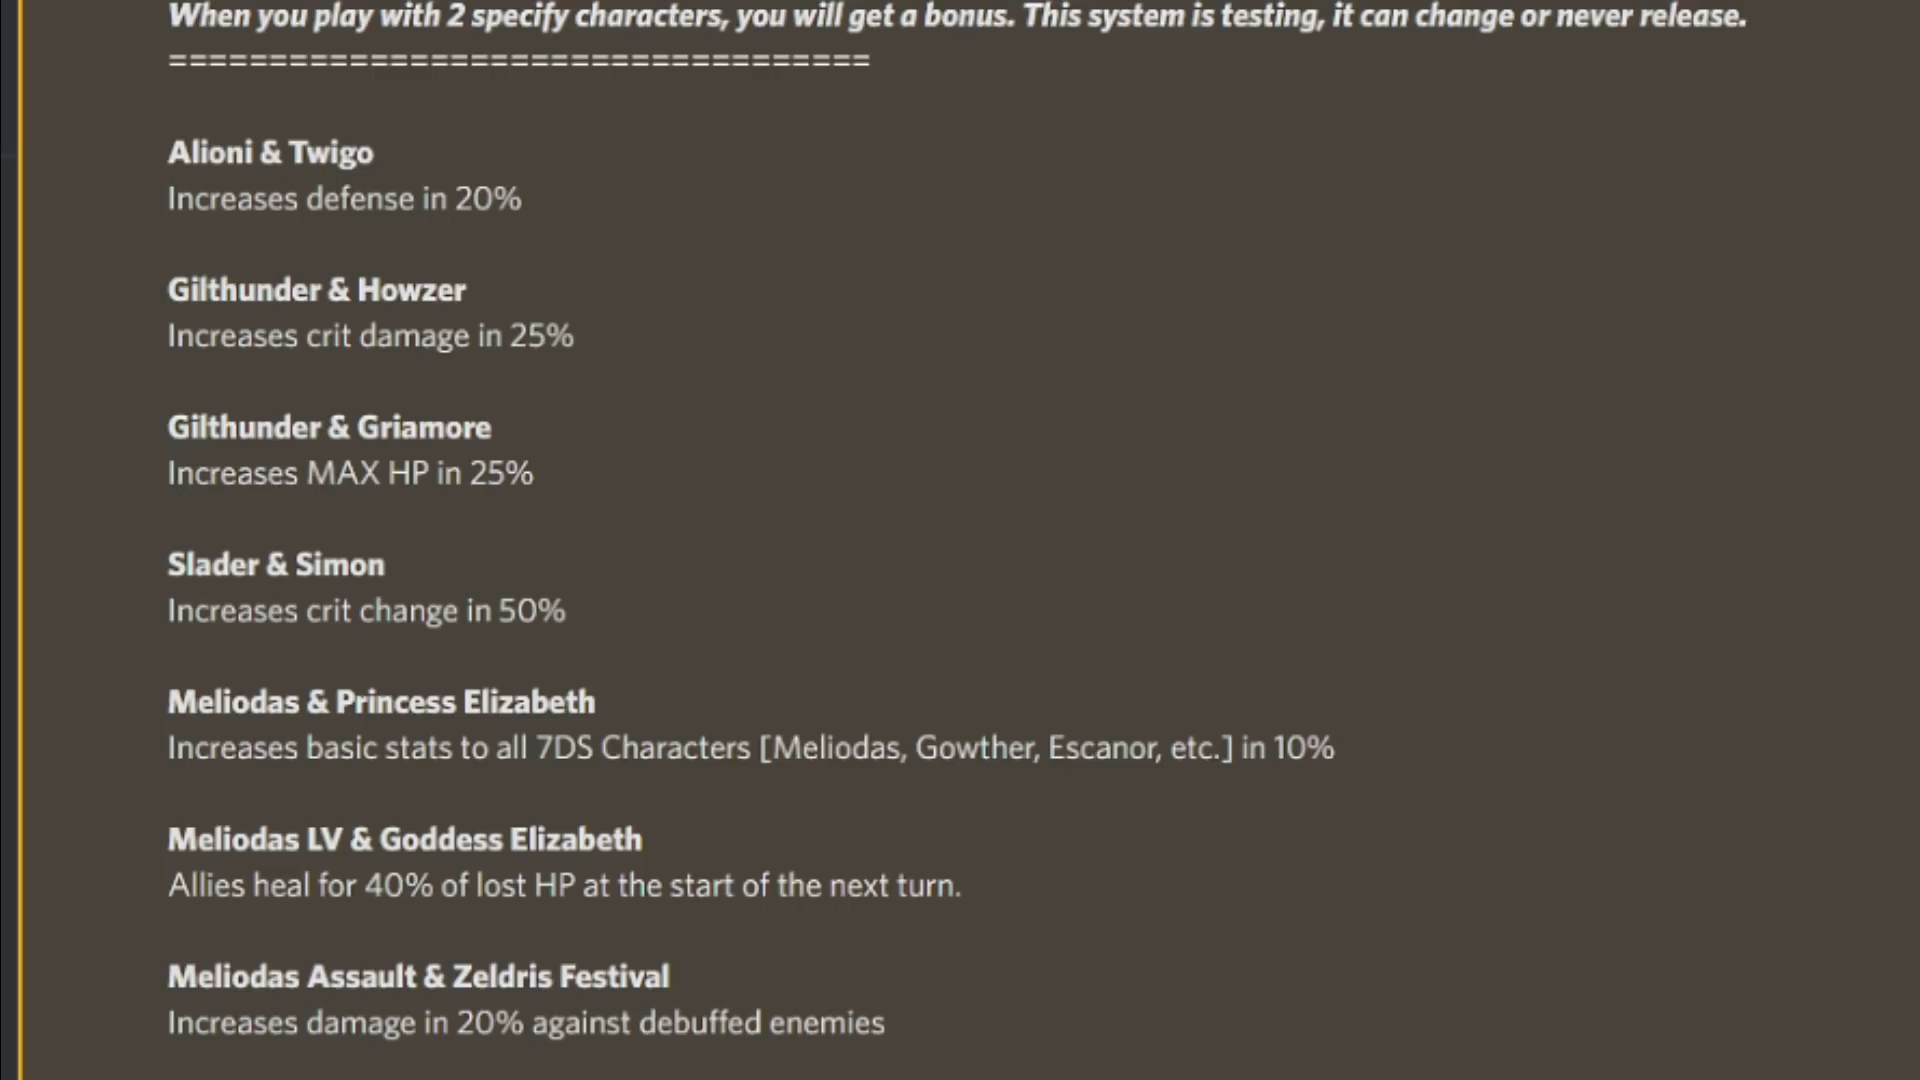 When you play with 2 specify characters, you will get a bonus. This system is testing, it can change or never release.
===================================
Alioni & Twigo
Increases defense in 20%
Gilthunder & Howzer
Increases crit damage in 25%
Gilthunder & Griamore
Increases MAX HP in 25%
Slader & Simon
Increases crit change in 50%
Meliodas & Princess Elizabeth
Increases basic stats to all 7DS Characters [Meliodas, Gowther, Escanor, etc.] in 10%
Meliodas LV & Goddess Elizabeth
Allies heal for 40% of lost HP at the start of the next turn.
Meliodas Assault & Zeldris Festival
Increases damage in 20% against debuffed enemies